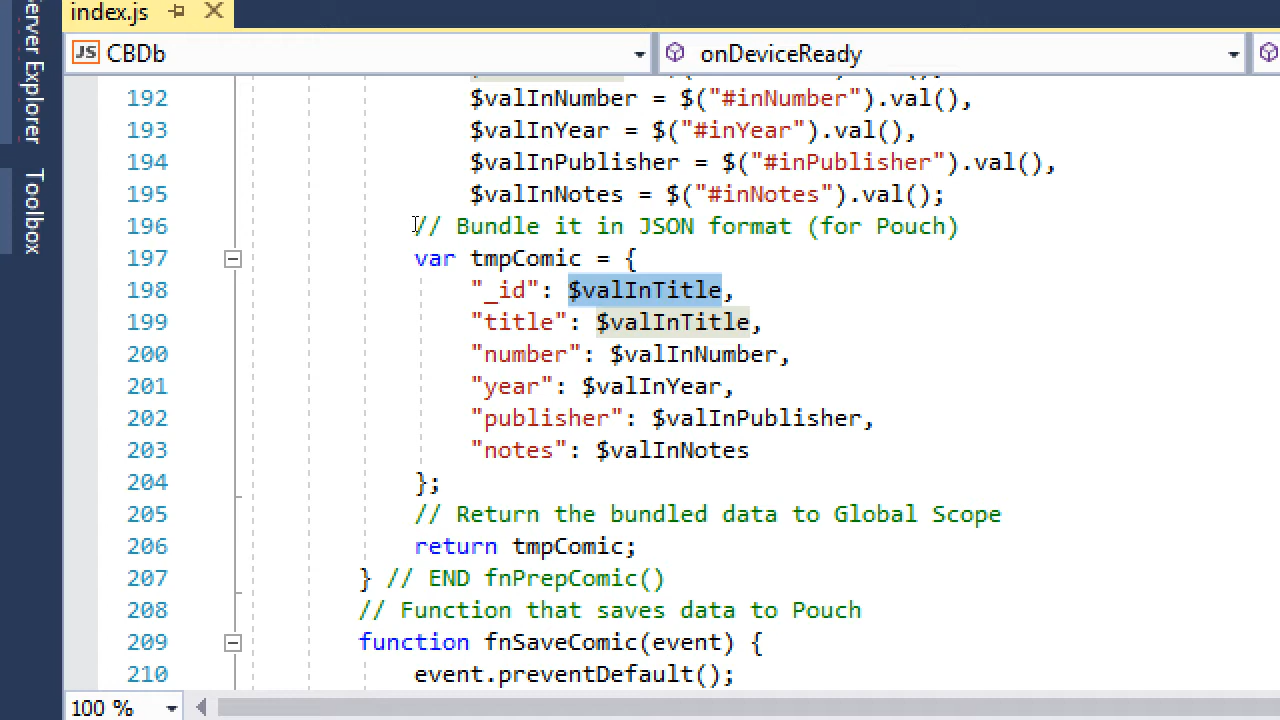 index.js
Server Explorer
Toolbox
JS CBDb
onDeviceReady
192 $valInNumber = $("#inNumber").val(),
193 $valInYear = $("#inYear").val(),
194 $valInPublisher = $("#inPublisher").val(),
195 $valInNotes = $("#inNotes").val();
196 // Bundle it in JSON format (for Pouch)
197 var tmpComic = {
198 "_id": $valInTitle,
199 "title": $valInTitle,
200 "number": $valInNumber,
201 "year": $valInYear,
202 "publisher": $valInPublisher,
203 "notes": $valInNotes
204 };
205 // Return the bundled data to Global Scope
206 return tmpComic;
207 } // END fnPrepComic()
208 // Function that saves data to Pouch
209 function fnSaveComic(event) {
210 event.preventDefault();
100 %